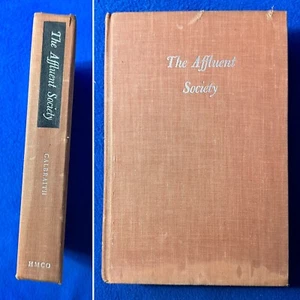 The Affluent Society
GALBRAITH
HMCO
The Affluent
Society